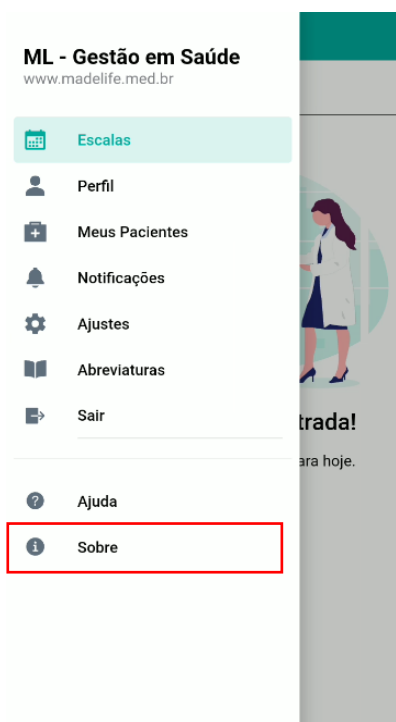 ML - Gestão em Saúde
www.madelife.med.br
Escalas
Perfil
Meus Pacientes
Notificações
Ajustes
Abreviaturas
Sair
trada!
ara hoje.
Ajuda
Sobre